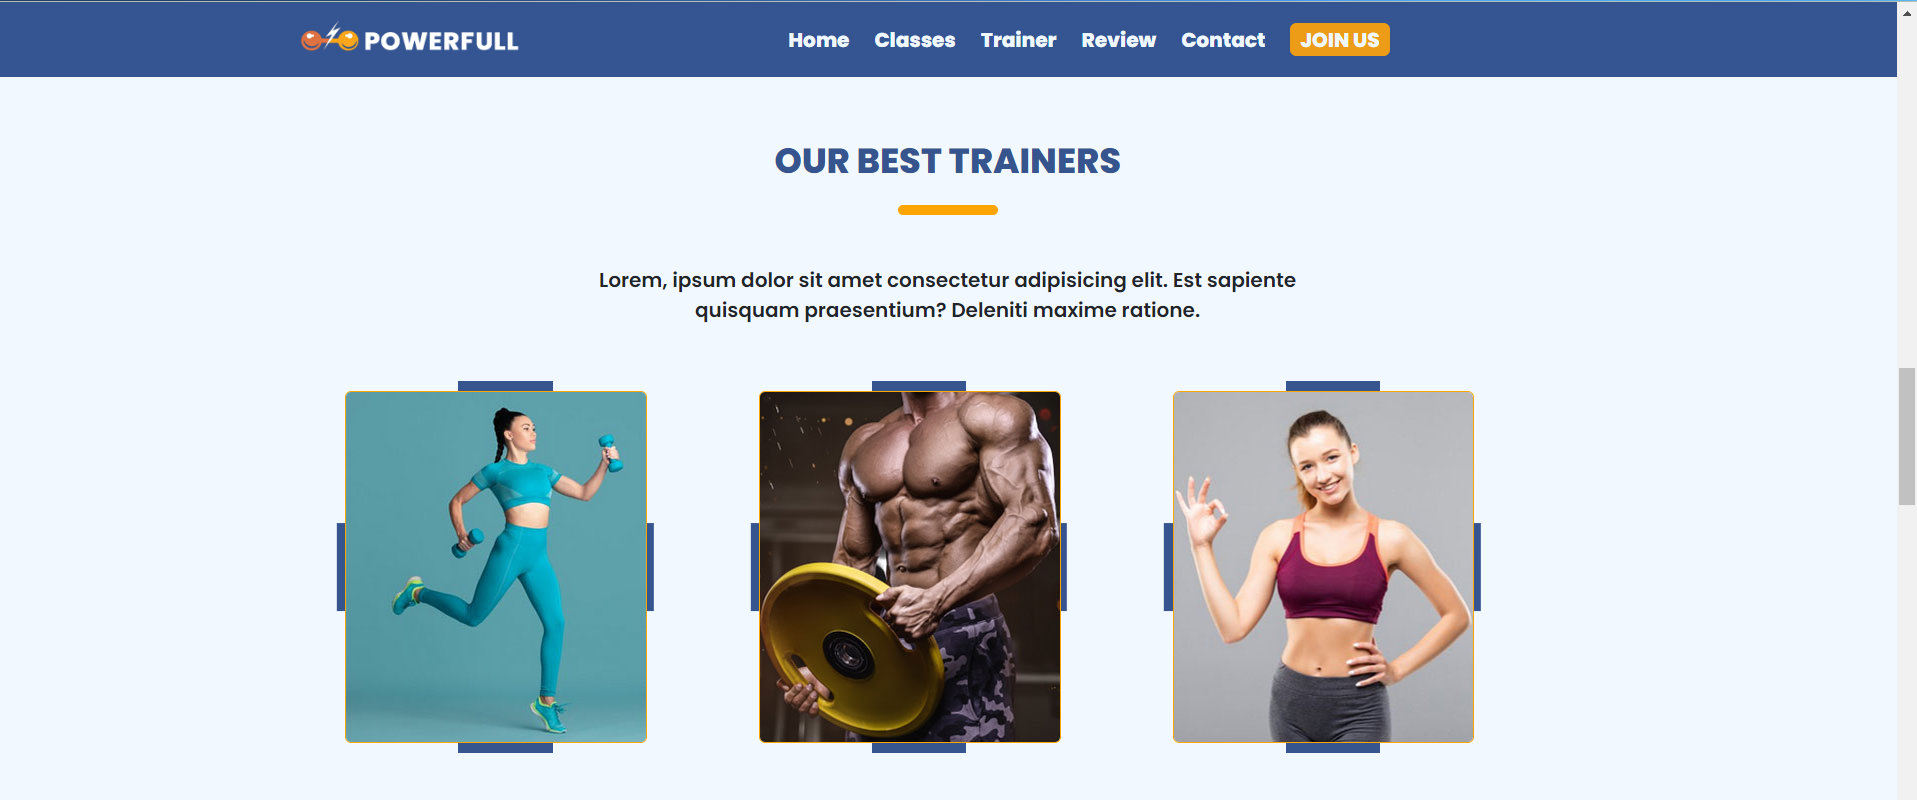 POWERFULL
Home Classes Trainer Review Contact JOIN US
OUR BEST TRAINERS
Lorem, ipsum dolor sit amet consectetur adipisicing elit. Est sapiente
quisquam praesentium? Deleniti maxime ratione.